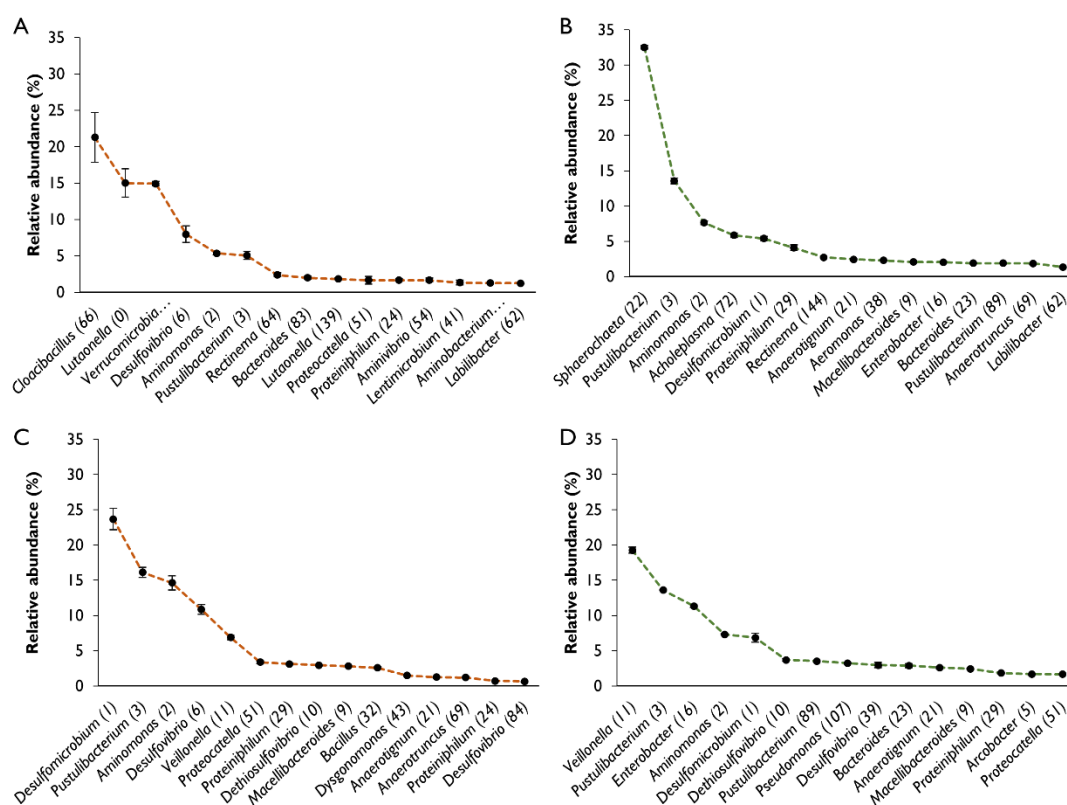 A
Relative abundance (%)
35
30
25
20
15
10
5
0
Cloacibacillus (66)
Lutaonella (0)
Verrucomicrobia...
Desulfovibrio (6)
Aminomonas (2)
Pustulibacterium (3)
Rectinema (64)
Bacteroides (83)
Lutaonella (139)
Proteocatella (51)
Proteiniphilum (24)
Aminivibrio (54)
Lentimicrobium (41)
Aminobacterium...
Labilibacter (62)
B
Relative abundance (%)
35
30
25
20
15
10
5
0
Sphaerochaeta (22)
Pustulibacterium (3)
Aminomonas (2)
Acholeplasma (72)
Desulfomicrobium (1)
Proteiniphilum (29)
Rectinema (144)
Anaerotignum (21)
Aeromonas (38)
Macellibacteroides (9)
Enterobacter (16)
Bacteroides (23)
Pustulibacterium (89)
Anaerotruncus (69)
Labilibacter (62)
C
Relative abundance (%)
35
30
25
20
15
10
5
0
Desulfomicrobium (1)
Pustulibacterium (3)
Aminomonas (2)
Desulfovibrio (6)
Veillonella (11)
Proteocatella (51)
Proteiniphilum (29)
Dethiosulfovibrio (10)
Macellibacteroides (9)
Bacillus (32)
Dysgonomonas (43)
Anaerotignum (21)
Anaerotruncus (69)
Proteiniphilum (24)
Desulfovibrio (84)
D
Relative abundance (%)
35
30
25
20
15
10
5
0
Veillonella (11)
Pustulibacterium (3)
Enterobacter (16)
Aminomonas (2)
Desulfomicrobium (1)
Dethiosulfovibrio (10)
Pustulibacterium (89)
Pseudomonas (107)
Desulfovibrio (39)
Bacteroides (23)
Anaerotignum (21)
Macellibacteroides (9)
Proteiniphilum (29)
Arcobacter (5)
Proteocatella (51)